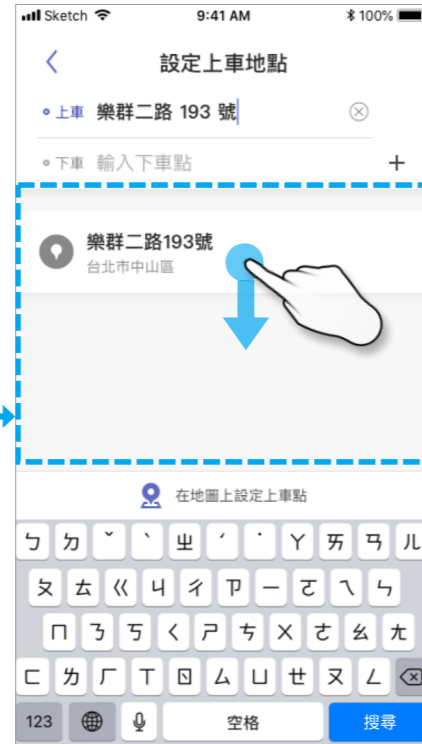 Sketch 9:41 AM 100%
設定上車地點
上車 樂群二路 193 號
下車 輸入下車點 +
樂群二路193號
台北市中山區
在地圖上設定上車點
ㄅ ㄉ ˇ ˋ ㄓ ˊ ˙ ㄚ ㄞ ㄢ ㄦ
ㄆ ㄊ ㄍ ㄐ ㄔ ㄗ ㄧ ㄛ ㄟ ㄣ
ㄇ ㄋ ㄎ ㄑ ㄕ ㄘ ㄨ ㄜ ㄠ ㄤ
ㄈ ㄌ ㄏ ㄒ ㄖ ㄙ ㄩ ㄝ ㄡ ㄥ
123 空格 搜尋